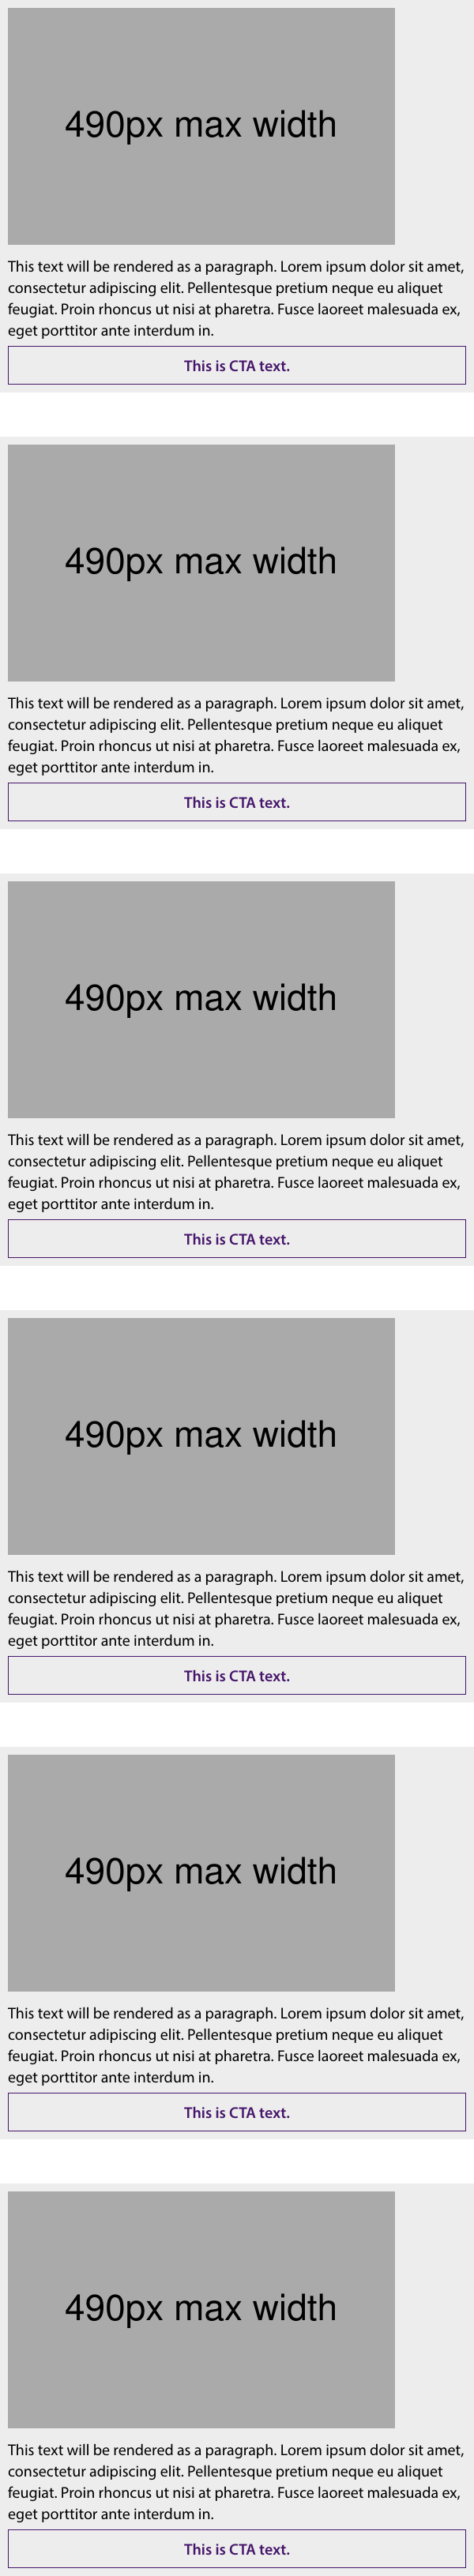 490px max width
This text will be rendered as a paragraph. Lorem ipsum dolor sit amet,
consectetur adipiscing elit. Pellentesque pretium neque eu aliquet
feugiat. Proin rhoncus ut nisi at pharetra. Fusce laoreet malesuada ex,
eget porttitor ante interdum in.
This is CTA text.
490px max width
This text will be rendered as a paragraph. Lorem ipsum dolor sit amet,
consectetur adipiscing elit. Pellentesque pretium neque eu aliquet
feugiat. Proin rhoncus ut nisi at pharetra. Fusce laoreet malesuada ex,
eget porttitor ante interdum in.
This is CTA text.
490px max width
This text will be rendered as a paragraph. Lorem ipsum dolor sit amet,
consectetur adipiscing elit. Pellentesque pretium neque eu aliquet
feugiat. Proin rhoncus ut nisi at pharetra. Fusce laoreet malesuada ex,
eget porttitor ante interdum in.
This is CTA text.
490px max width
This text will be rendered as a paragraph. Lorem ipsum dolor sit amet,
consectetur adipiscing elit. Pellentesque pretium neque eu aliquet
feugiat. Proin rhoncus ut nisi at pharetra. Fusce laoreet malesuada ex,
eget porttitor ante interdum in.
This is CTA text.
490px max width
This text will be rendered as a paragraph. Lorem ipsum dolor sit amet,
consectetur adipiscing elit. Pellentesque pretium neque eu aliquet
feugiat. Proin rhoncus ut nisi at pharetra. Fusce laoreet malesuada ex,
eget porttitor ante interdum in.
This is CTA text.
490px max width
This text will be rendered as a paragraph. Lorem ipsum dolor sit amet,
consectetur adipiscing elit. Pellentesque pretium neque eu aliquet
feugiat. Proin rhoncus ut nisi at pharetra. Fusce laoreet malesuada ex,
eget porttitor ante interdum in.
This is CTA text.